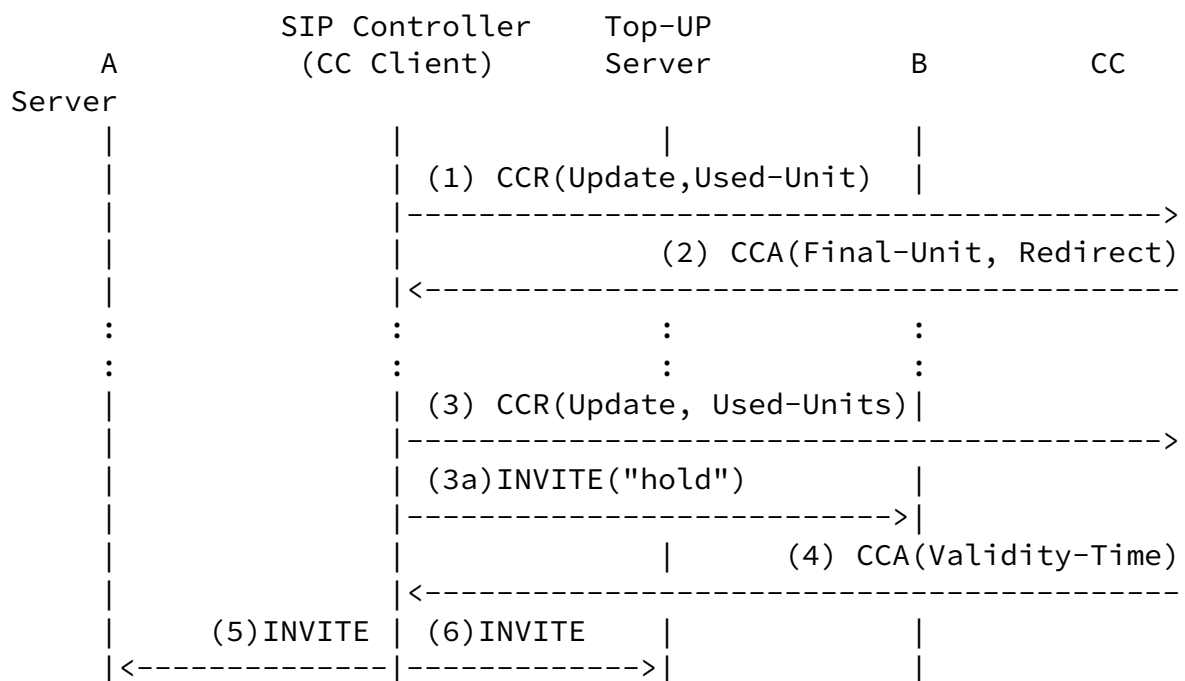 SIP Controller Top-UP
A (CC Client) Server B CC
Server
| | | |
| | (1) CCR(Update,Used-Unit) |
| |------------------------------------------>
| | (2) CCA(Final-Unit, Redirect)
| |<------------------------------------------
: : : :
: : : :
| | (3) CCR(Update, Used-Units)|
| |------------------------------------------>
| | (3a)INVITE("hold") |
| |--------------------------->|
| | | (4) CCA(Validity-Time)
| |<------------------------------------------
| (5)INVITE | (6)INVITE | |
|<--------------|------------->| |